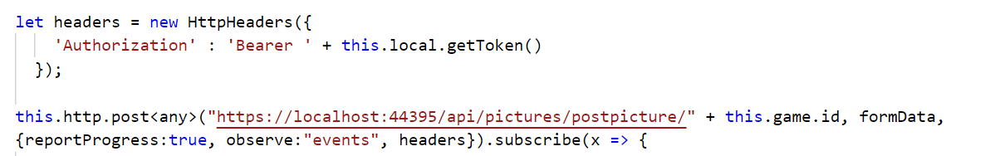 let headers = new HttpHeaders({
'Authorization' : 'Bearer ' + this.local.getToken()
});
this.http.post<any>("https://localhost:44395/api/pictures/postpicture/" + this.game.id, formData,
{reportProgress:true, observe:"events", headers}).subscribe(x => {